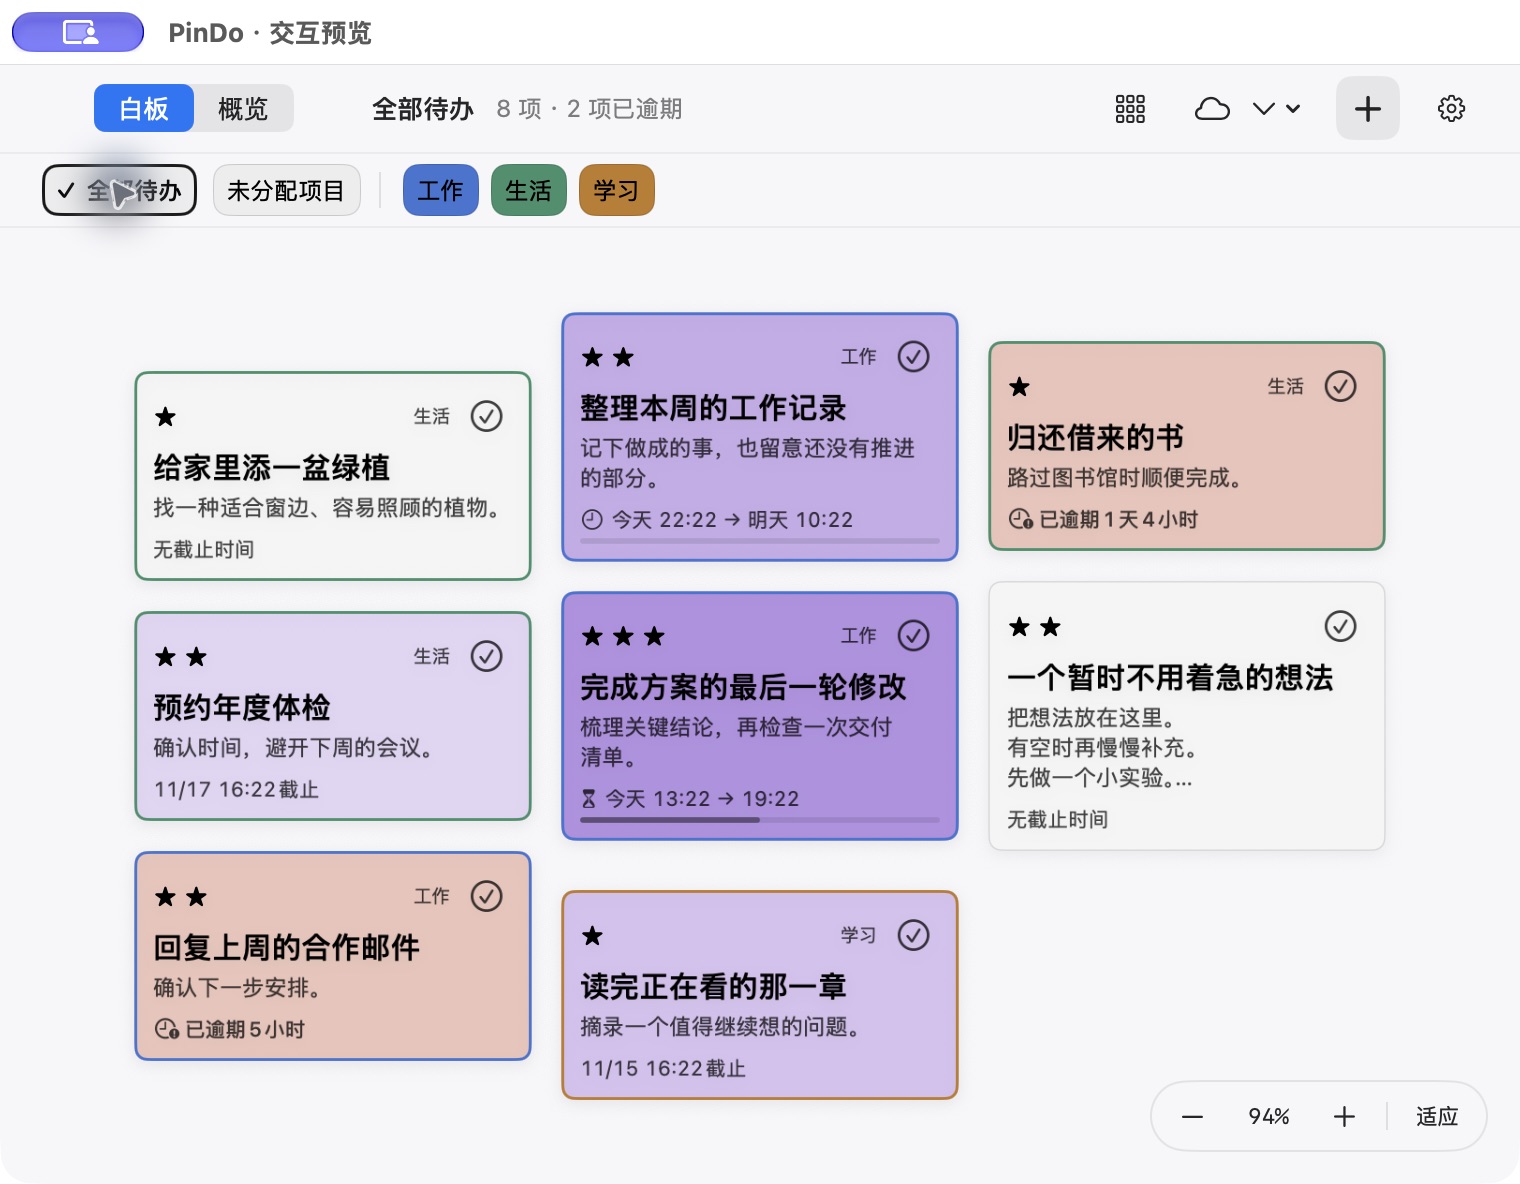 PinDo · 交互预览
白板
概览
全部待办 8 项 · 2 项已逾期
全部待办
未分配项目
工作
生活
学习
生活
给家里添一盆绿植
找一种适合窗边、容易照顾的植物。
无截止时间
生活
预约年度体检
确认时间，避开下周的会议。
11/17 16:22截止
工作
回复上周的合作邮件
确认下一步安排。
已逾期5小时
工作
整理本周的工作记录
记下做成的事，也留意还没有推进
的部分。
今天 22:22 → 明天 10:22
工作
完成方案的最后一轮修改
梳理关键结论，再检查一次交付
清单。
今天 13:22 → 19:22
学习
读完正在看的那一章
摘录一个值得继续想的问题。
11/15 16:22截止
生活
归还借来的书
路过图书馆时顺便完成。
已逾期1天4小时
一个暂时不用着急的想法
把想法放在这里。
有空时再慢慢补充。
先做一个小实验。...
无截止时间
94%
适应